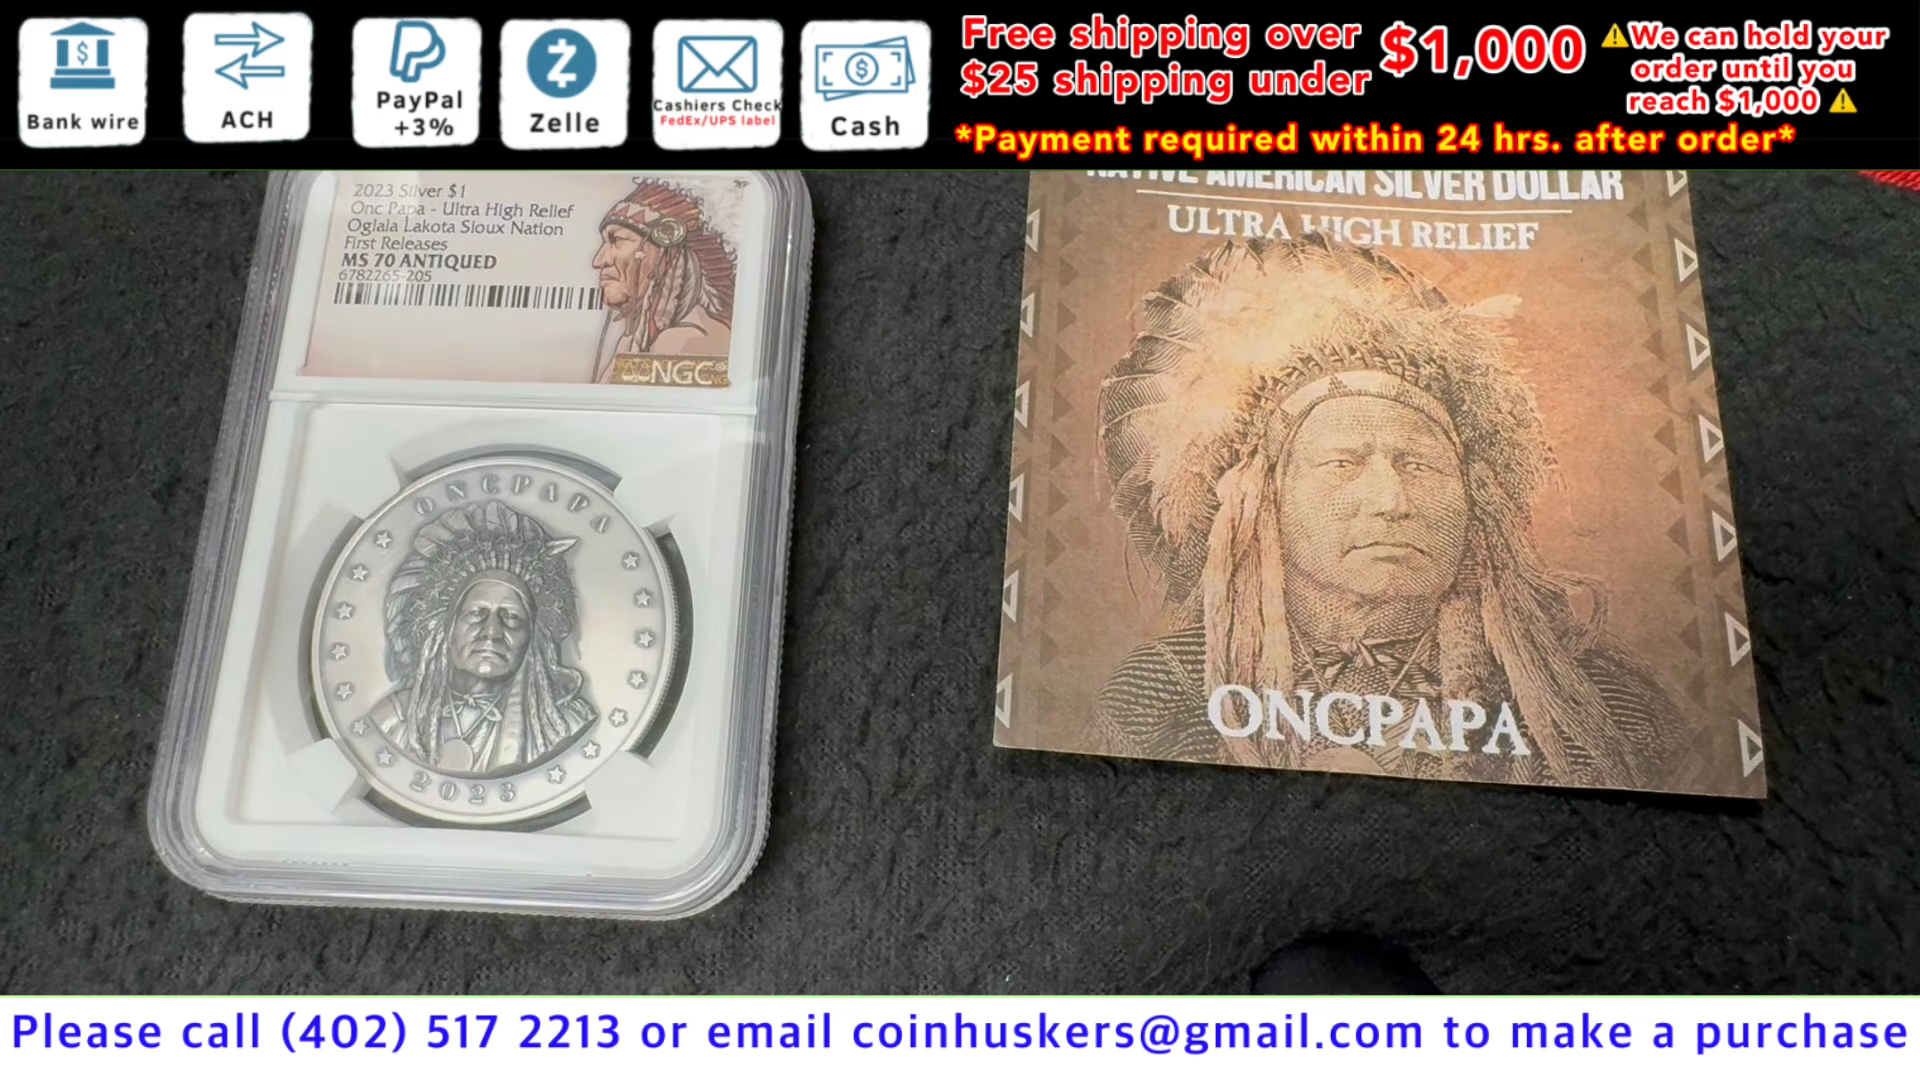 Bank wire
ACH
PayPal
+3%
Zelle
Cashiers Check
FedEx/UPS label
Cash
Free shipping over
$25 shipping under
$1,000
We can hold your
order until you
reach $1,000
*Payment required within 24 hrs. after order*
2023 Silver $1
Onc Papa - Ultra High Relief
Oglala Lakota Sioux Nation
First Releases
MS 70 ANTIQUED
6782265-205
NGC
ONCPAPA
2023
NATIVE AMERICAN SILVER DOLLAR
ULTRA HIGH RELIEF
ONCPAPA
Please call (402) 517 2213 or email coinhuskers@gmail.com to make a purchase